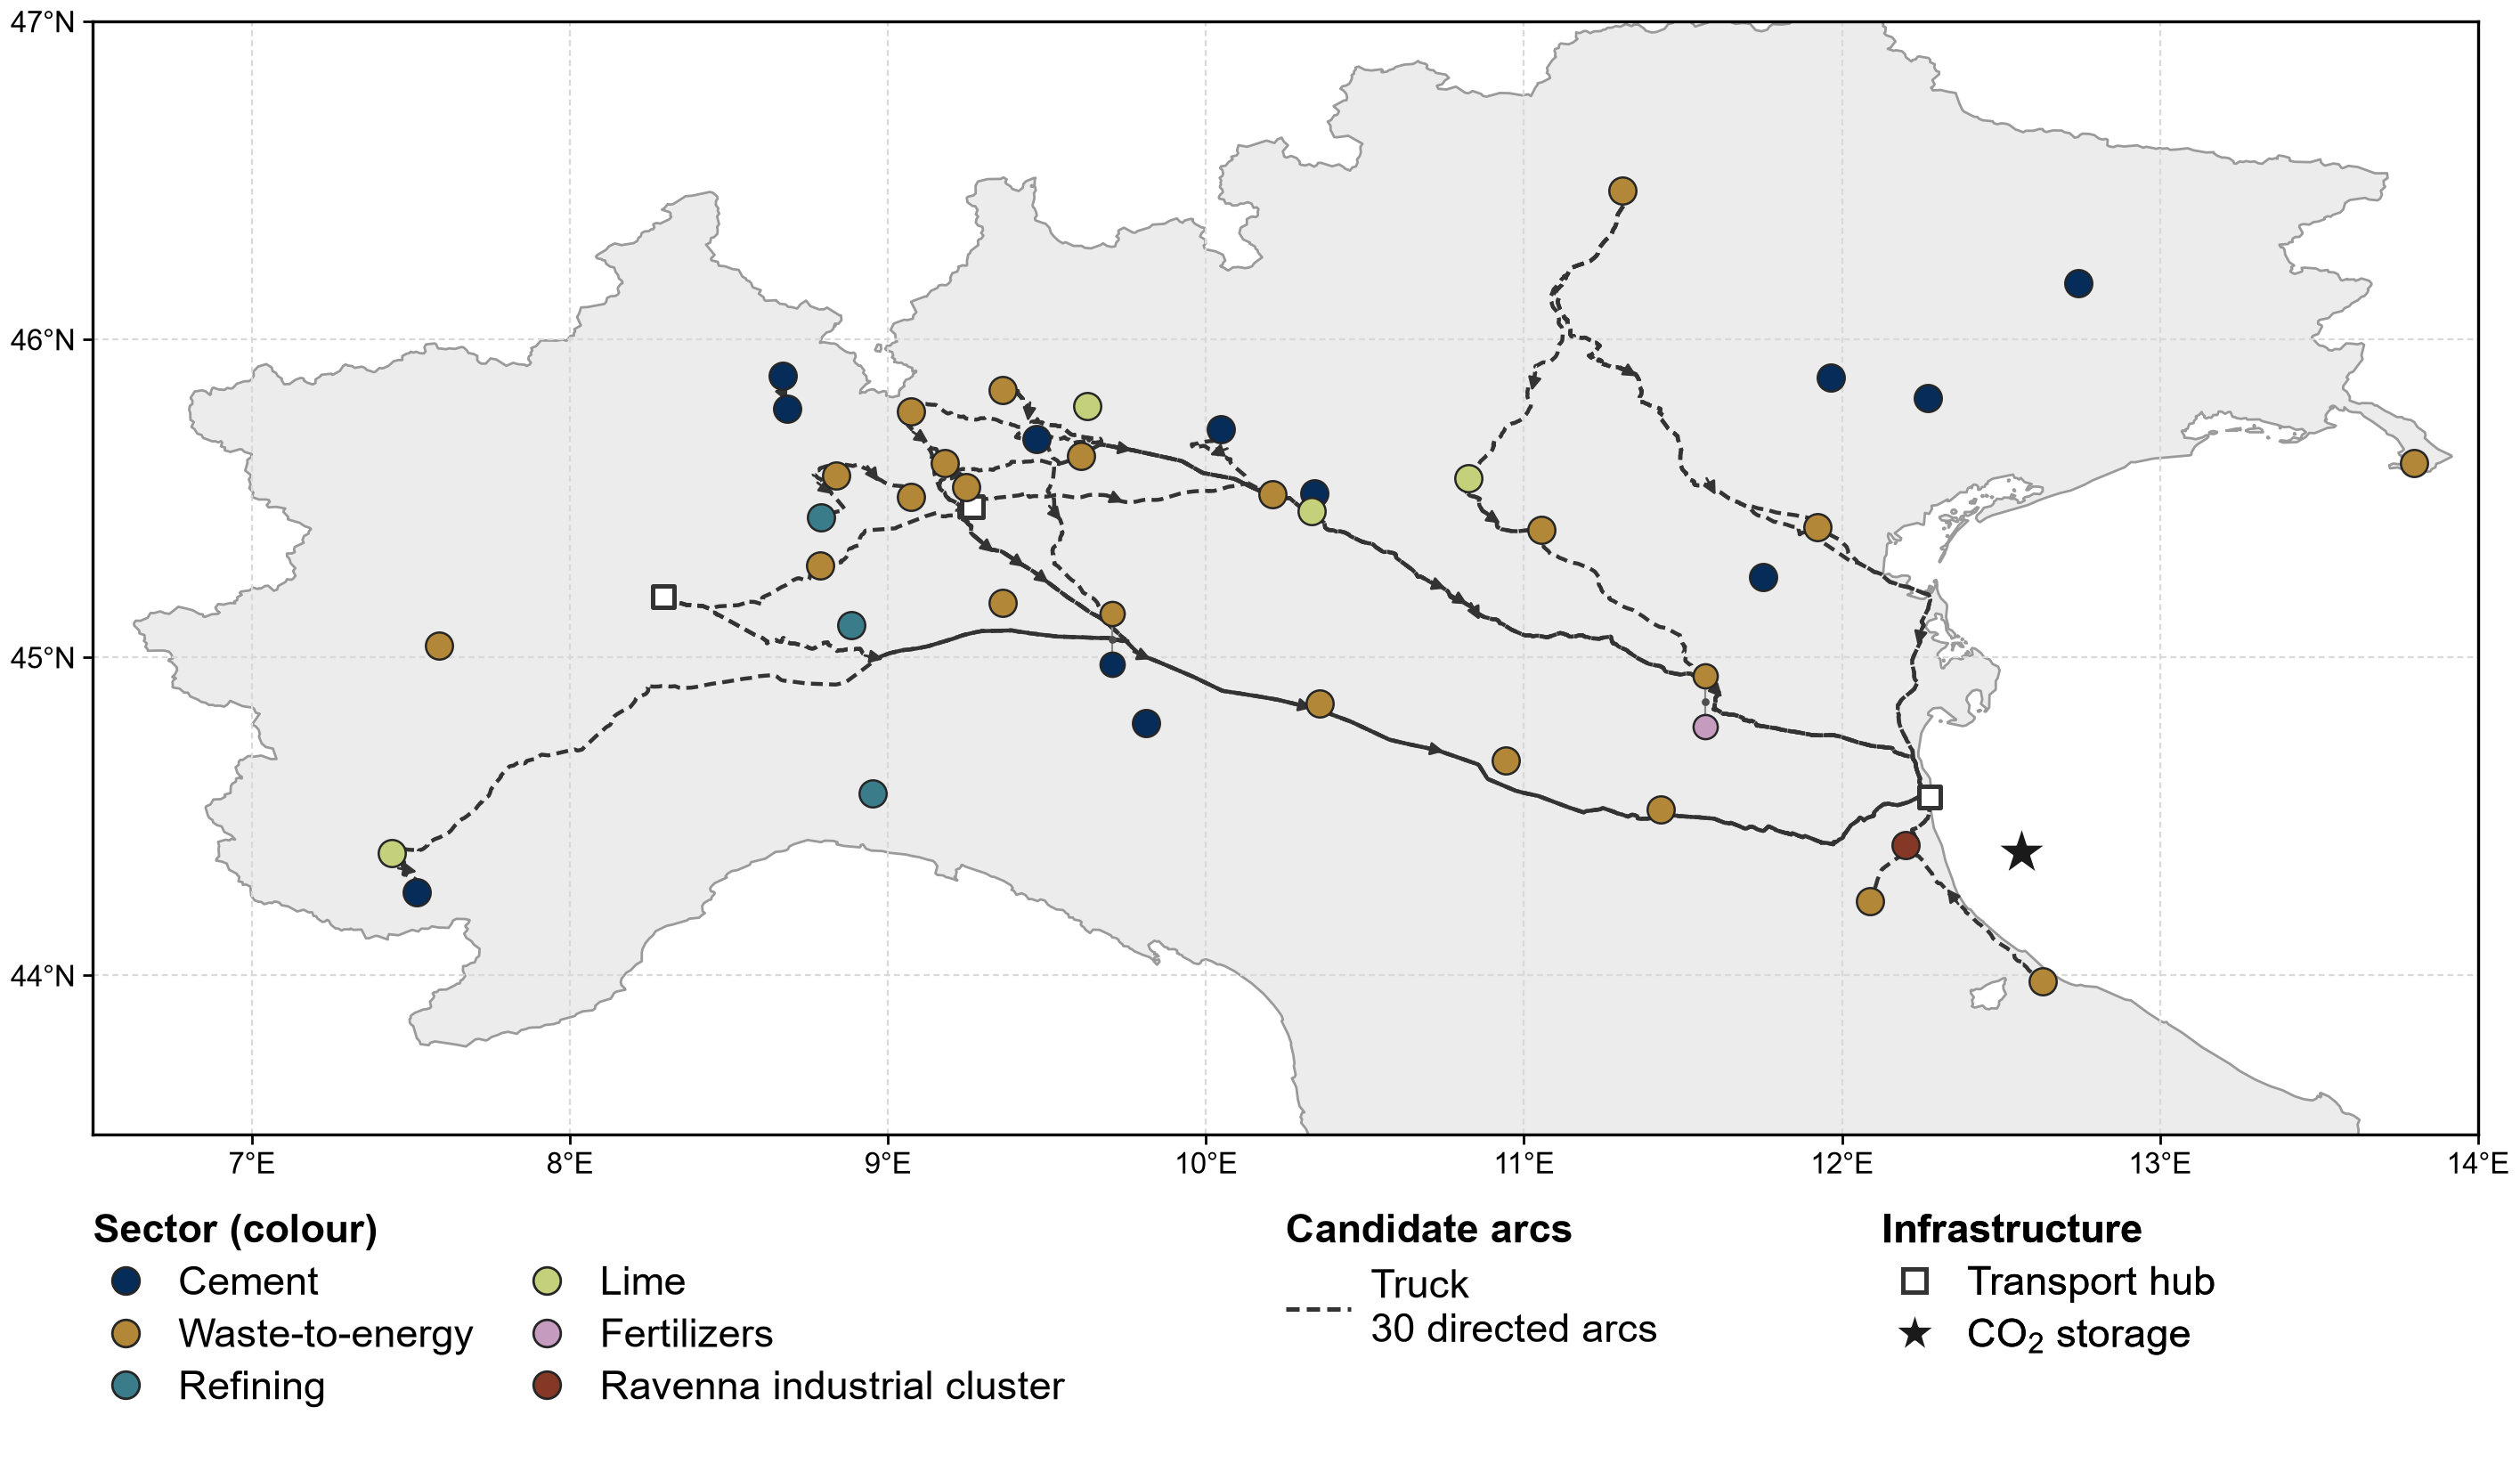 47°N
46°N
45°N
44°N
7°E
8°E
9°E
10°E
11°E
12°E
13°E
14°E
Sector (colour)
Cement
Waste-to-energy
Refining
Lime
Fertilizers
Ravenna industrial cluster
Candidate arcs
Truck
30 directed arcs
Infrastructure
Transport hub
CO₂ storage